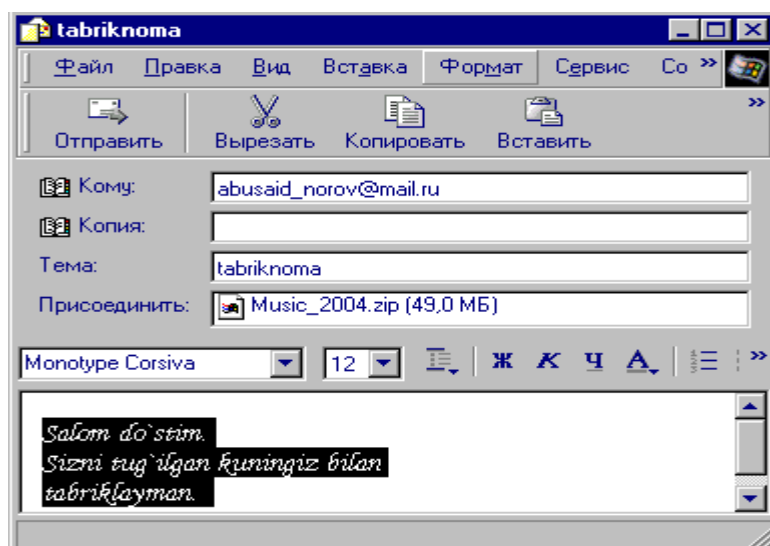 tabriknoma
Файл Правка Вид Вставка Формат Сервис Со »
»
Отправить Вырезать Копировать Вставить
Кому: abusaid_norov@mail.ru
Копия:
Тема: tabriknoma
Присоединить: Music_2004.zip (49,0 МБ)
Monotype Corsiva 12 Ж К Ч А »
Salom do`stim.
Sizni tug`ilgan kuningiz bilan
tabriklayman.